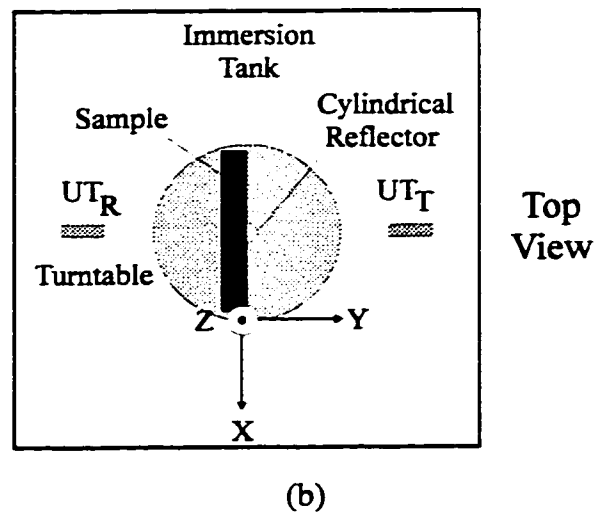 Immersion
Tank
Cylindrical
Reflector
Sample
UTR
UTT
Turntable
Top
View
Z
Y
X
(b)